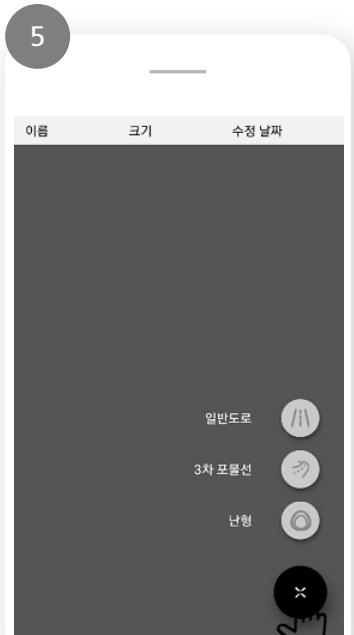 5
이름 크기 수정 날짜
일반도로
3차 포물선
난형